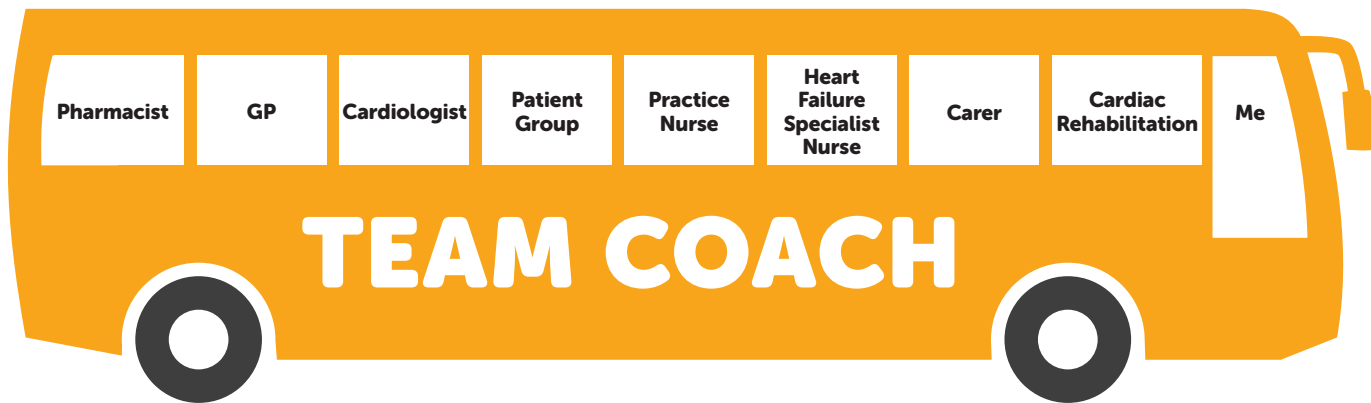 Pharmacist
GP
Cardiologist
Patient
Group
Practice
Nurse
Heart
Failure
Specialist
Nurse
Carer
Cardiac
Rehabilitation
Me
TEAM COACH